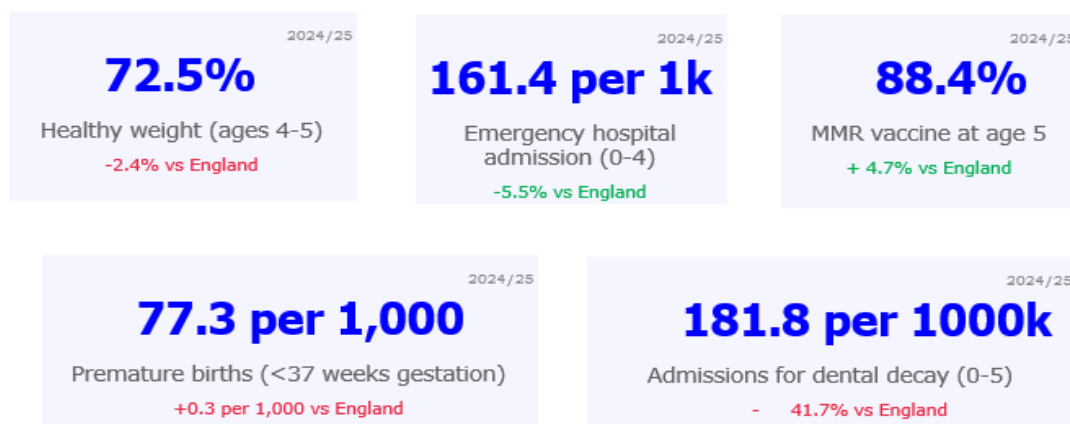 2024/25
72.5%
Healthy weight (ages 4-5)
-2.4% vs England
2024/25
161.4 per 1k
Emergency hospital
admission (0-4)
-5.5% vs England
2024/25
88.4%
MMR vaccine at age 5
+ 4.7% vs England
2024/25
77.3 per 1,000
Premature births (<37 weeks gestation)
+0.3 per 1,000 vs England
2024/25
181.8 per 1000k
Admissions for dental decay (0-5)
- 41.7% vs England